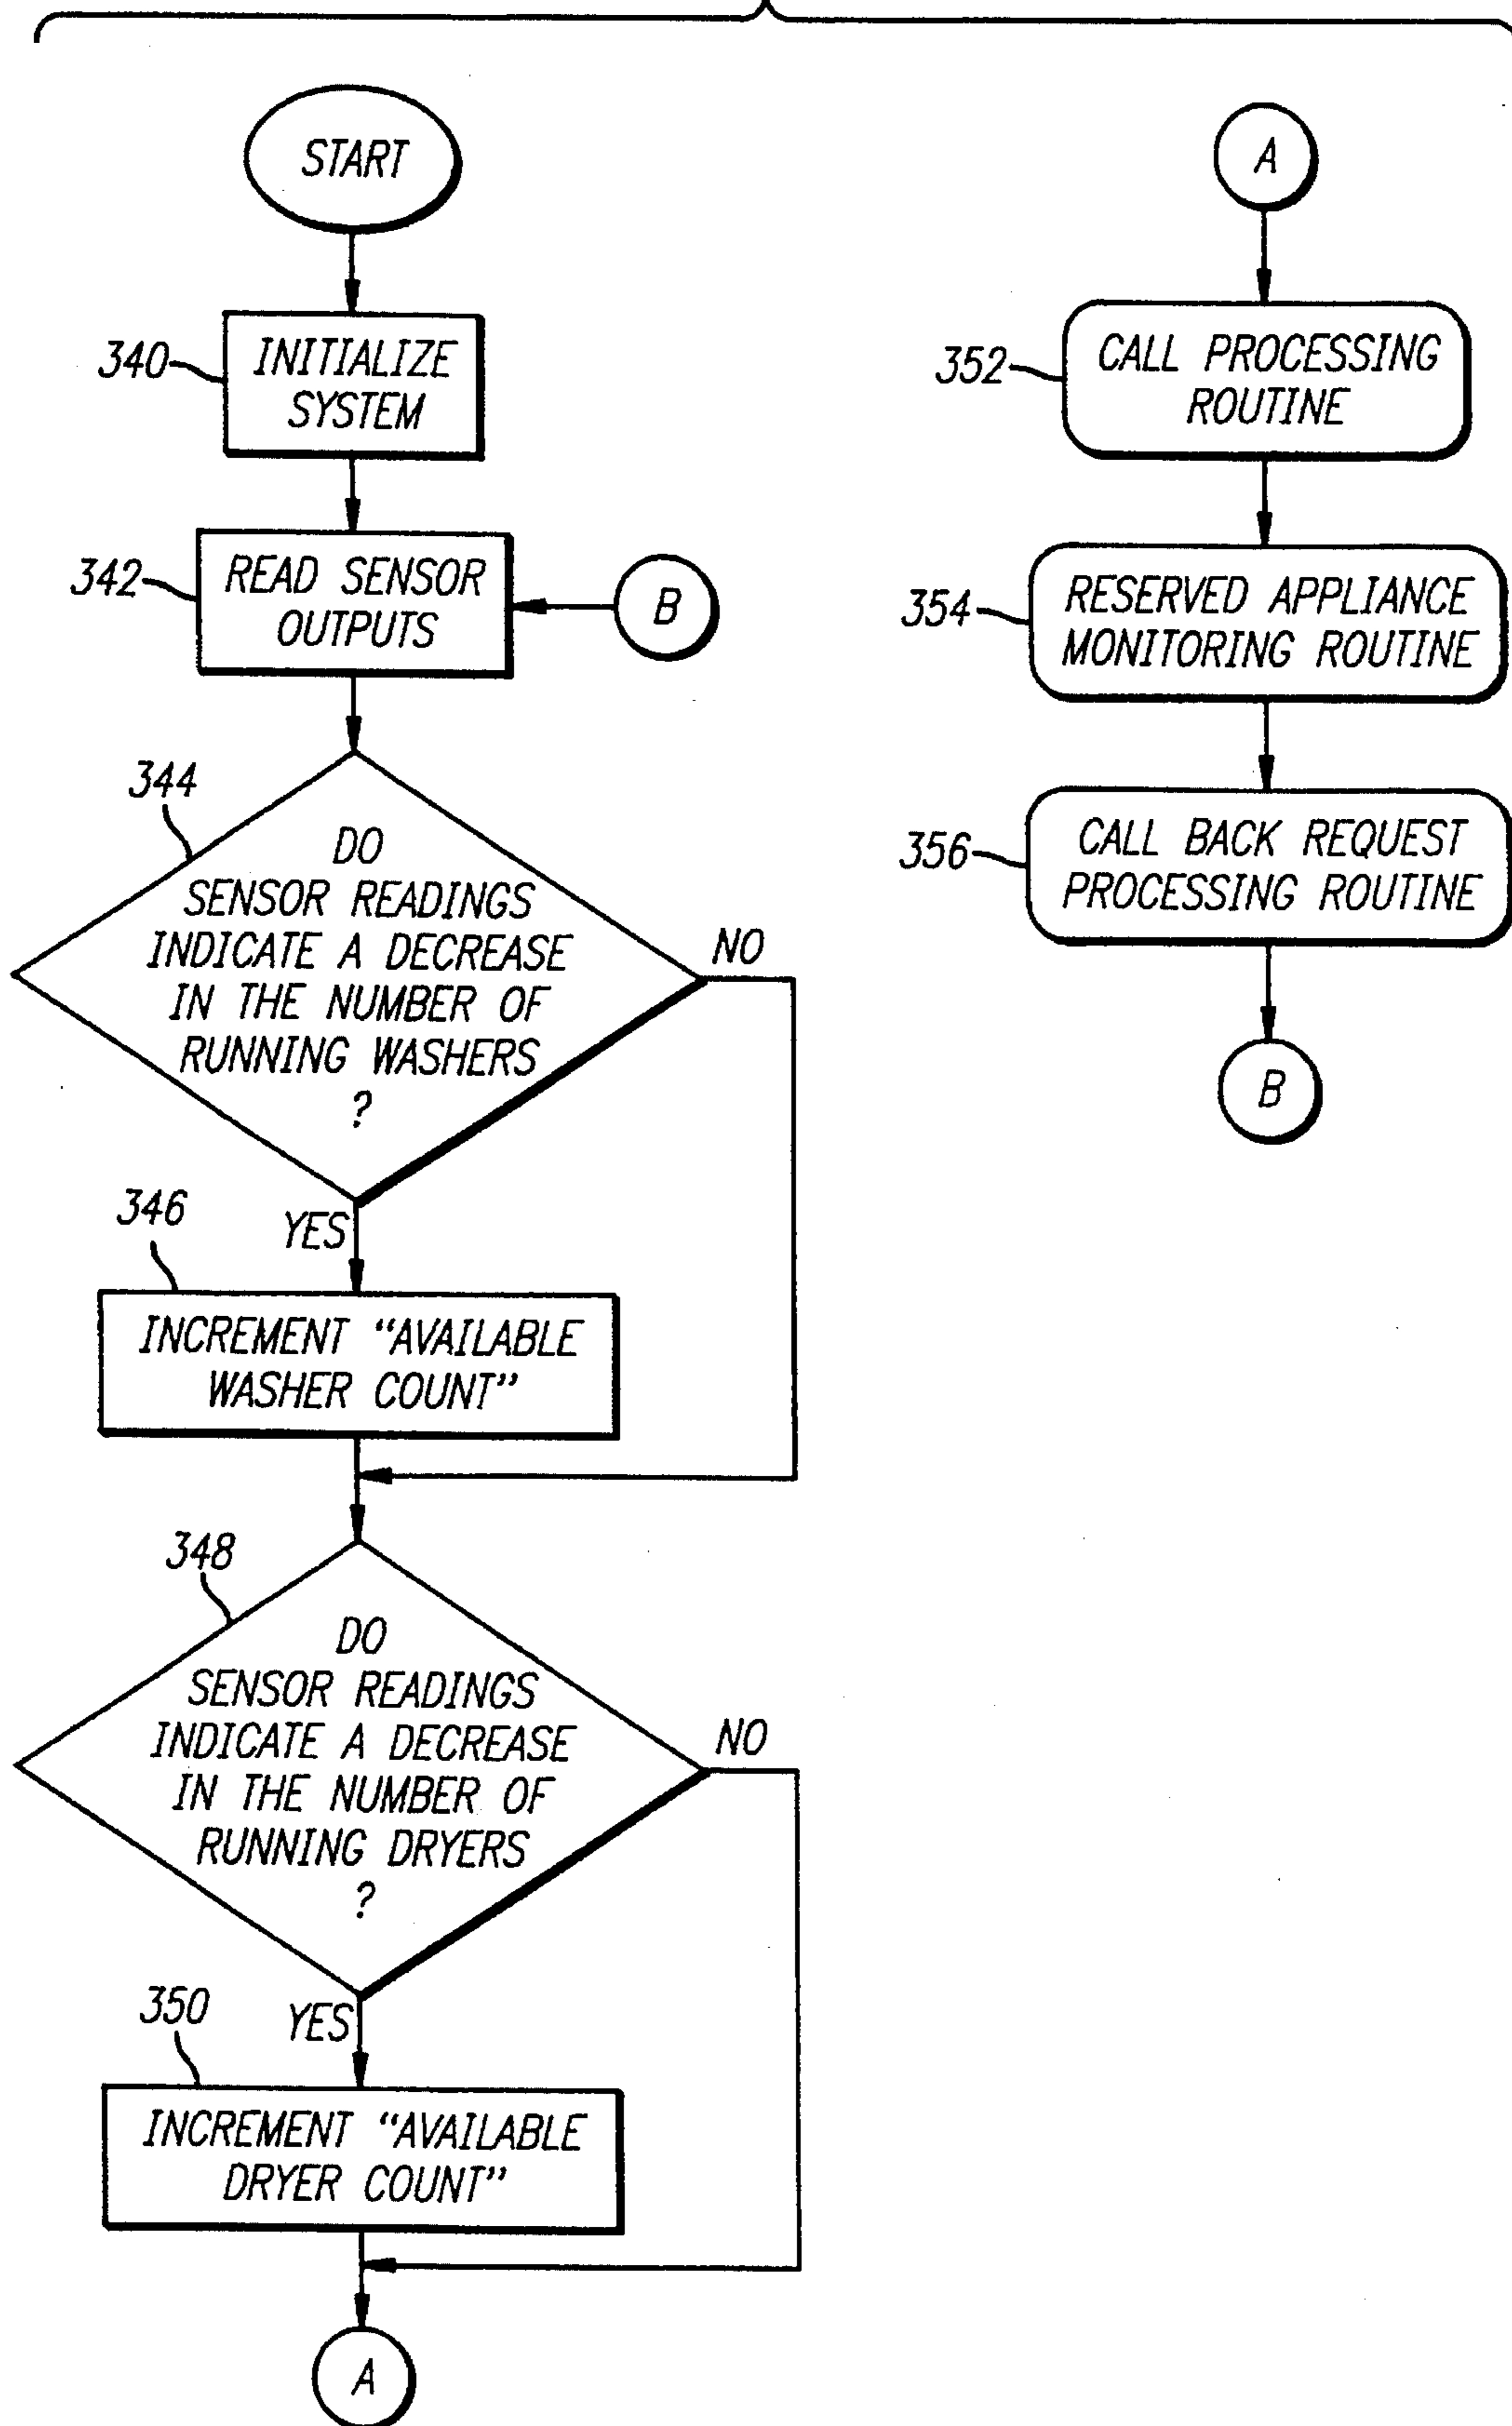 START
340
INITIALIZE
SYSTEM
342
READ SENSOR
OUTPUTS
B
344
DO
SENSOR READINGS
INDICATE A DECREASE
IN THE NUMBER OF
RUNNING WASHERS
?
NO
YES
346
INCREMENT “AVAILABLE
WASHER COUNT”
348
DO
SENSOR READINGS
INDICATE A DECREASE
IN THE NUMBER OF
RUNNING DRYERS
?
NO
YES
350
INCREMENT “AVAILABLE
DRYER COUNT”
A
A
352
CALL PROCESSING
ROUTINE
354
RESERVED APPLIANCE
MONITORING ROUTINE
356
CALL BACK REQUEST
PROCESSING ROUTINE
B